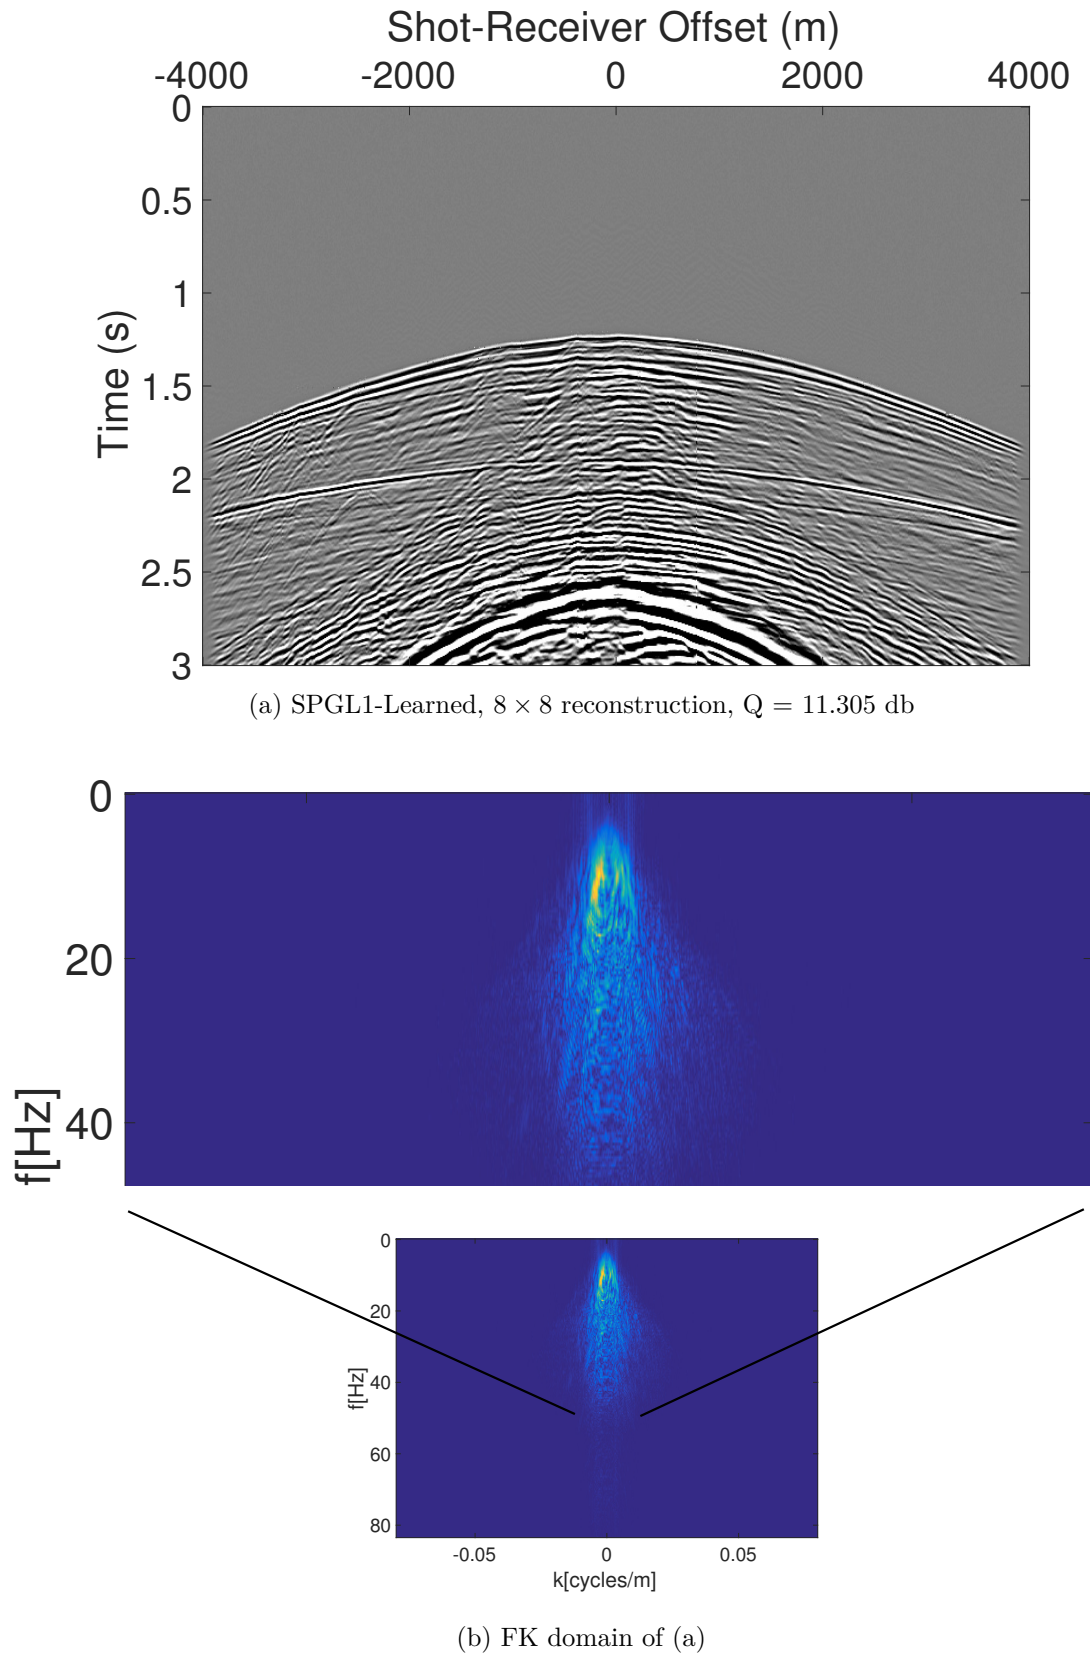 Shot-Receiver Offset (m)
-4000 -2000 0 2000 4000
0
0.5
1
1.5
2
2.5
3
Time (s)
(a) SPGL1-Learned, 8 × 8 reconstruction, Q = 11.305 db
0
20
40
f[Hz]
0
20
40
60
80
f[Hz]
-0.05 0 0.05
k[cycles/m]
(b) FK domain of (a)